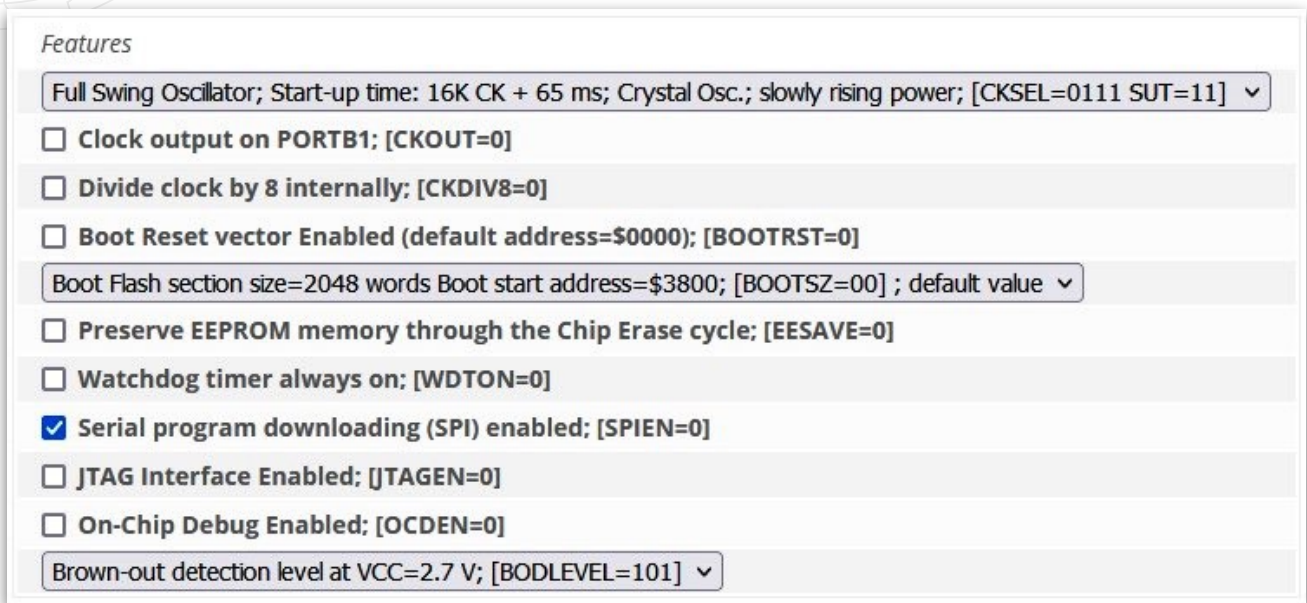 Features
Full Swing Oscillator; Start-up time: 16K CK + 65 ms; Crystal Osc.; slowly rising power; [CKSEL=0111 SUT=11]
Clock output on PORTB1; [CKOUT=0]
Divide clock by 8 internally; [CKDIV8=0]
Boot Reset vector Enabled (default address=$0000); [BOOTRST=0]
Boot Flash section size=2048 words Boot start address=$3800; [BOOTSZ=00] ; default value
Preserve EEPROM memory through the Chip Erase cycle; [EESAVE=0]
Watchdog timer always on; [WDTON=0]
Serial program downloading (SPI) enabled; [SPIEN=0]
JTAG Interface Enabled; [JTAGEN=0]
On-Chip Debug Enabled; [OCDEN=0]
Brown-out detection level at VCC=2.7 V; [BODLEVEL=101]